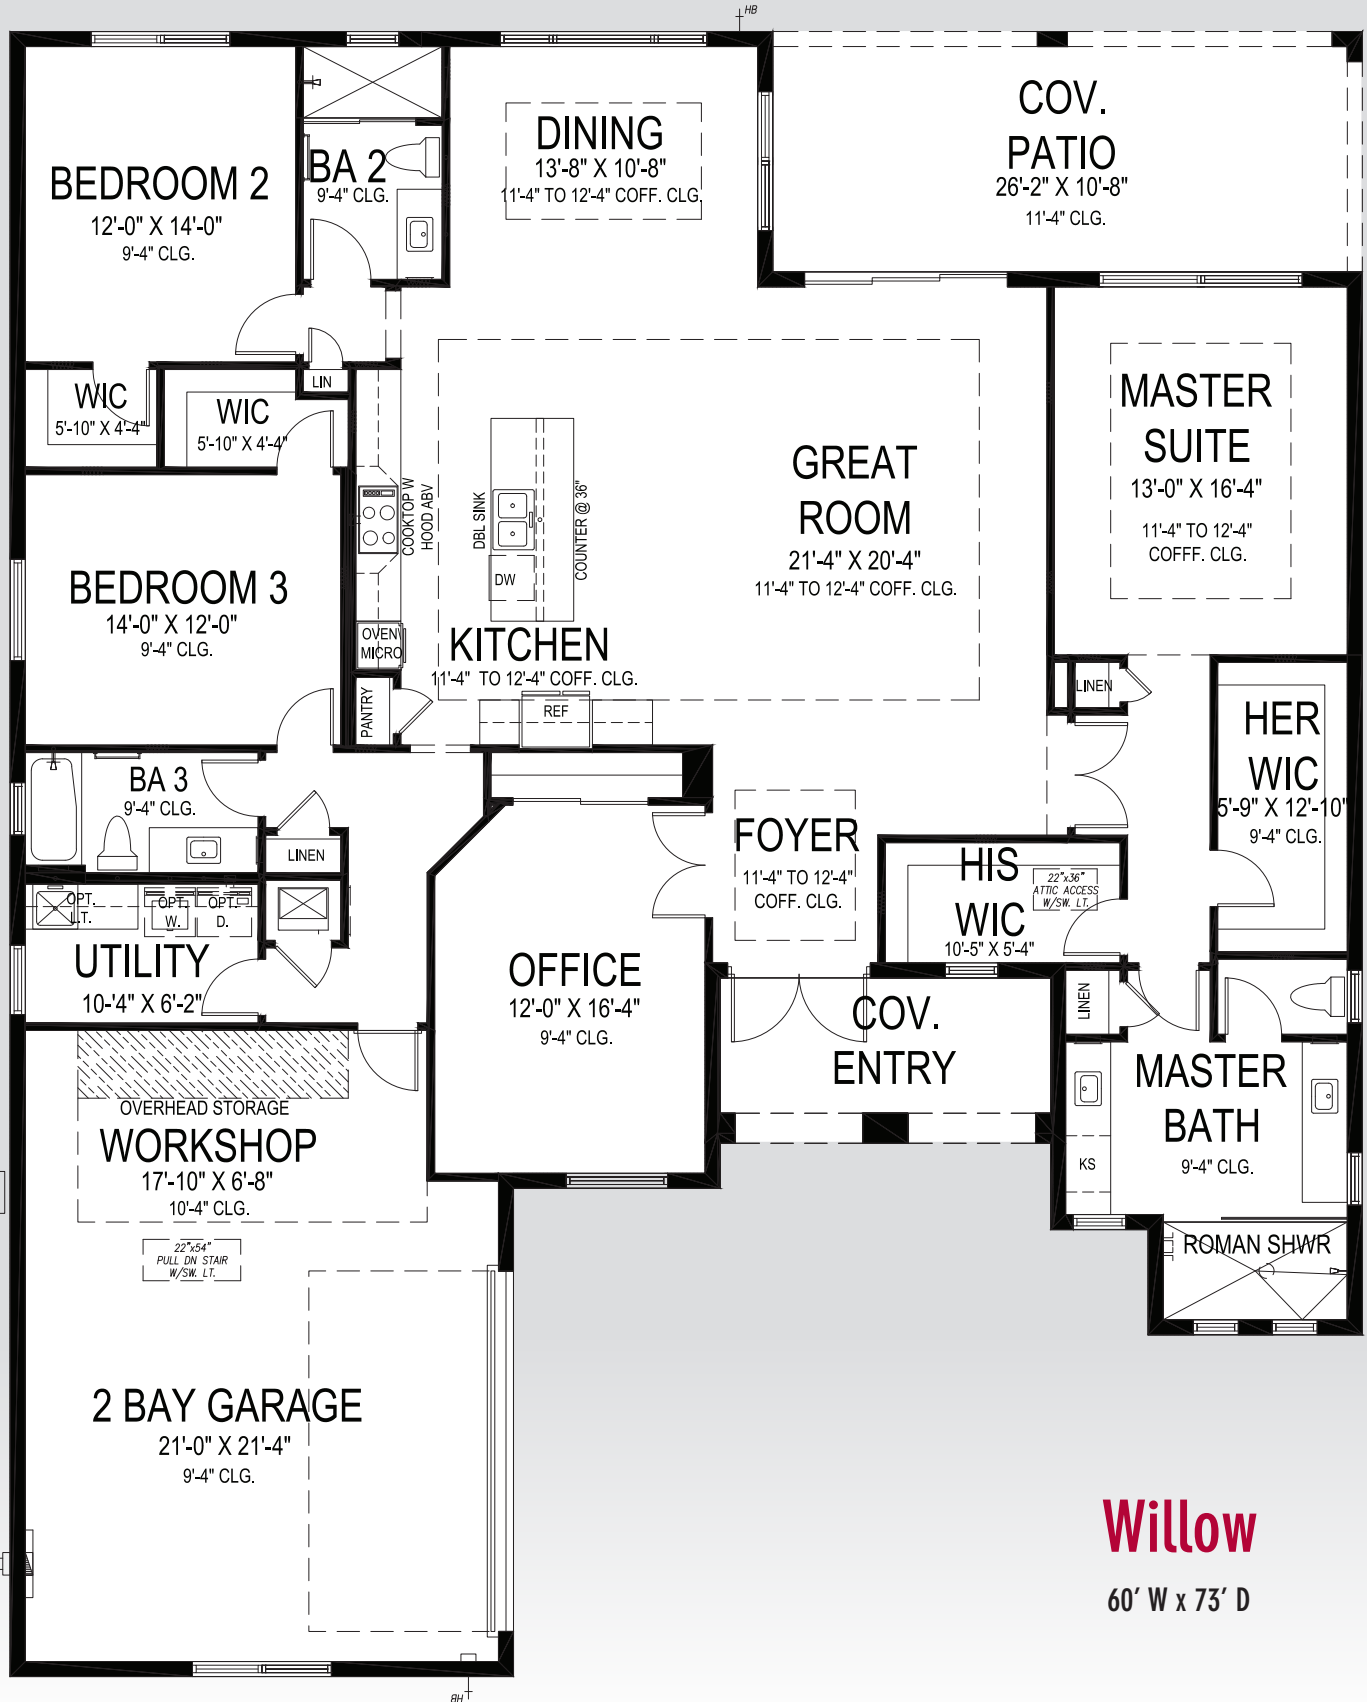 HB
BEDROOM 2
12'-0" X 14'-0"
9'-4" CLG.
BA 2
9'-4" CLG.
DINING
13'-8" X 10'-8"
11'-4" TO 12'-4" COFF. CLG.
COV.
PATIO
26'-2" X 10'-8"
11'-4" CLG.
WIC
5'-10" X 4'-4"
WIC
5'-10" X 4'-4"
LIN
MASTER
SUITE
13'-0" X 16'-4"
11'-4" TO 12'-4"
COFFF. CLG.
GREAT
ROOM
21'-4" X 20'-4"
11'-4" TO 12'-4" COFF. CLG.
COOKTOP W
HOOD ABV
DBL SINK
DW
COUNTER @ 36"
BEDROOM 3
14'-0" X 12'-0"
9'-4" CLG.
OVEN
MICRO
KITCHEN
11'-4" TO 12'-4" COFF. CLG.
PANTRY
REF
LINEN
HER
WIC
5'-9" X 12'-10"
9'-4" CLG.
BA 3
9'-4" CLG.
LINEN
FOYER
11'-4" TO 12'-4"
COFF. CLG.
HIS
WIC
10'-5" X 5'-4"
22"x36"
ATTIC ACCESS
W/SW. LT.
OPT.
L.T.
OPT.
W.
OPT.
D.
UTILITY
10-'4" X 6'-2"
OFFICE
12'-0" X 16'-4"
9'-4" CLG.
COV.
ENTRY
LINEN
MASTER
BATH
9'-4" CLG.
KS
ROMAN SHWR
OVERHEAD STORAGE
WORKSHOP
17'-10" X 6'-8"
10'-4" CLG.
22"x54"
PULL DN STAIR
W/SW. LT.
2 BAY GARAGE
21'-0" X 21'-4"
9'-4" CLG.
HB
Willow
60' W x 73' D